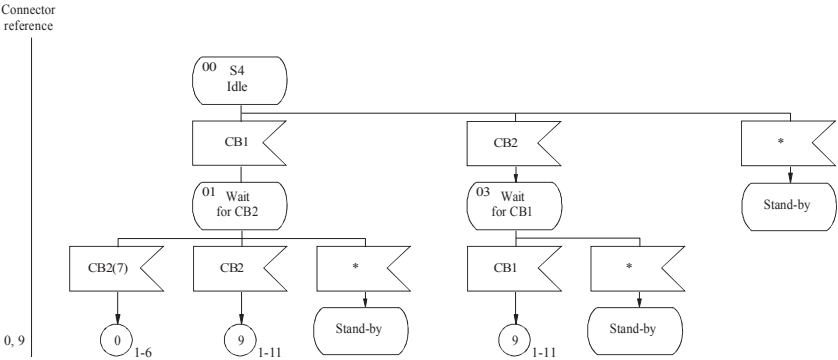 Connector
reference
00 S4
Idle
CB1
CB2
*
01 Wait
for CB2
03 Wait
for CB1
Stand-by
CB2(7)
CB2
*
CB1
*
0, 9
0
1-6
9
1-11
Stand-by
9
1-11
Stand-by